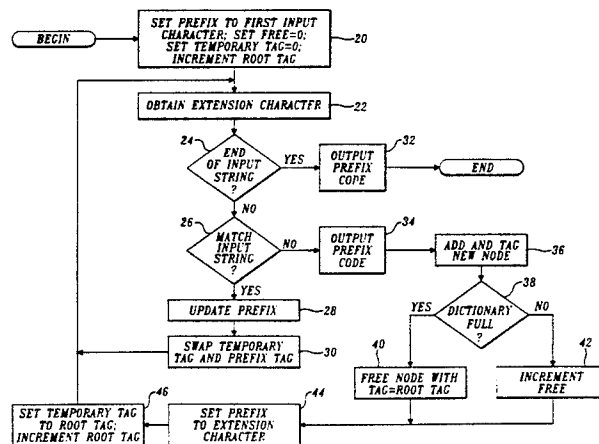 BEGIN
SET PREFIX TO FIRST INPUT
CHARACTER; SET FREE=0;
SET TEMPORARY TAG=0;
INCREMENT ROOT TAG
20
OBTAIN EXTENSION CHARACTER
22
24
END
OF INPUT
STRING
?
YES
32
OUTPUT
PREFIX
CODE
END
NO
26
MATCH
INPUT
STRING
?
NO
34
OUTPUT
PREFIX
CODE
ADD AND TAG
NEW NODE
36
YES
UPDATE PREFIX
28
38
DICTIONARY
FULL
?
YES
NO
SWAP TEMPORARY
TAG AND PREFIX TAG
30
40
FREE NODE WITH
TAG=ROOT TAG
42
INCREMENT
FREE
46
SET TEMPORARY TAG
TO ROOT TAG;
INCREMENT ROOT TAG
44
SET PREFIX
TO EXTENSION
CHARACTER